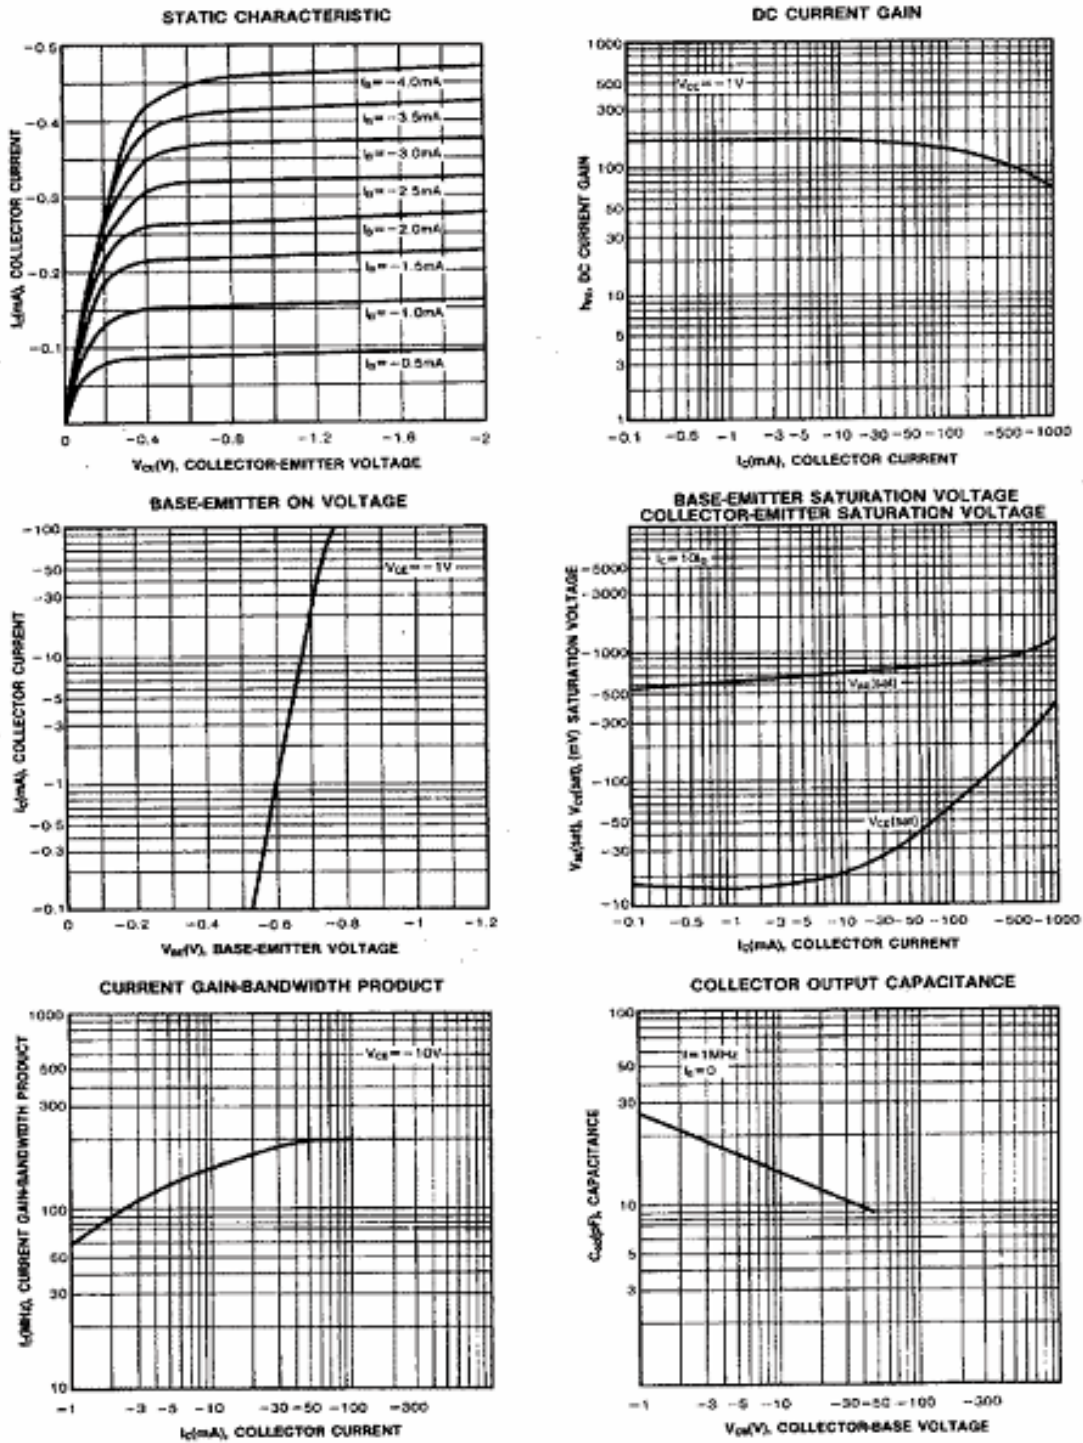 STATIC CHARACTERISTIC
-0.5
-0.4
-0.3
-0.2
-0.1
IC(mA), COLLECTOR CURRENT
IB=-4.0mA
IB=-3.5mA
IB=-3.0mA
IB=-2.5mA
IB=-2.0mA
IB=-1.5mA
IB=-1.0mA
IB=-0.5mA
0 -0.4 -0.8 -1.2 -1.6 -2
VCE(V), COLLECTOR-EMITTER VOLTAGE
DC CURRENT GAIN
1000
500
300
100
50
30
10
5
3
1
hFE, DC CURRENT GAIN
VCE=-1V
-0.1 -0.5 -1 -3 -5 -10 -30 -50 -100 -500 -1000
IC(mA), COLLECTOR CURRENT
BASE-EMITTER ON VOLTAGE
-100
-50
-30
-10
-5
-3
-1
-0.5
-0.3
-0.1
IC(mA), COLLECTOR CURRENT
VCE=-1V
0 -0.2 -0.4 -0.6 -0.8 -1 -1.2
VBE(V), BASE-EMITTER VOLTAGE
BASE-EMITTER SATURATION VOLTAGE
COLLECTOR-EMITTER SATURATION VOLTAGE
-5000
-3000
-1000
-500
-300
-100
-50
-30
-10
VBE(sat), VCE(sat), (mV) SATURATION VOLTAGE
IC=10IB
VBE(sat)
VCE(sat)
-0.1 -0.5 -1 -3 -5 -10 -30 -50 -100 -500 -1000
IC(mA), COLLECTOR CURRENT
CURRENT GAIN-BANDWIDTH PRODUCT
1000
500
300
100
50
30
10
(MHz), CURRENT GAIN-BANDWIDTH PRODUCT
VCE=-10V
-1 -3 -5 -10 -30 -50 -100 -300
IC(mA), COLLECTOR CURRENT
COLLECTOR OUTPUT CAPACITANCE
100
50
30
10
5
3
Cob(pF), CAPACITANCE
f=1MHz
IE=0
-1 -3 -5 -10 -30 -50 -100 -300
VCB(V), COLLECTOR-BASE VOLTAGE